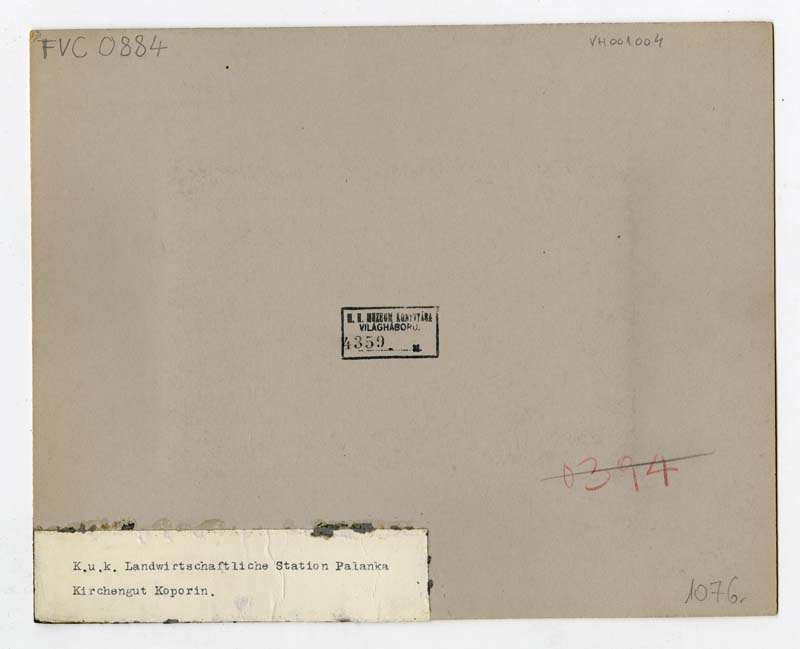 FVC 0884
VH001004
M. N. MUZEUM KÖNYVTÁRA
VILÁGHÁBORÚ.
4359.
0394
K.u.k. Landwirtschaftliche Station Palanka
Kirchengut Koporin.
1076.